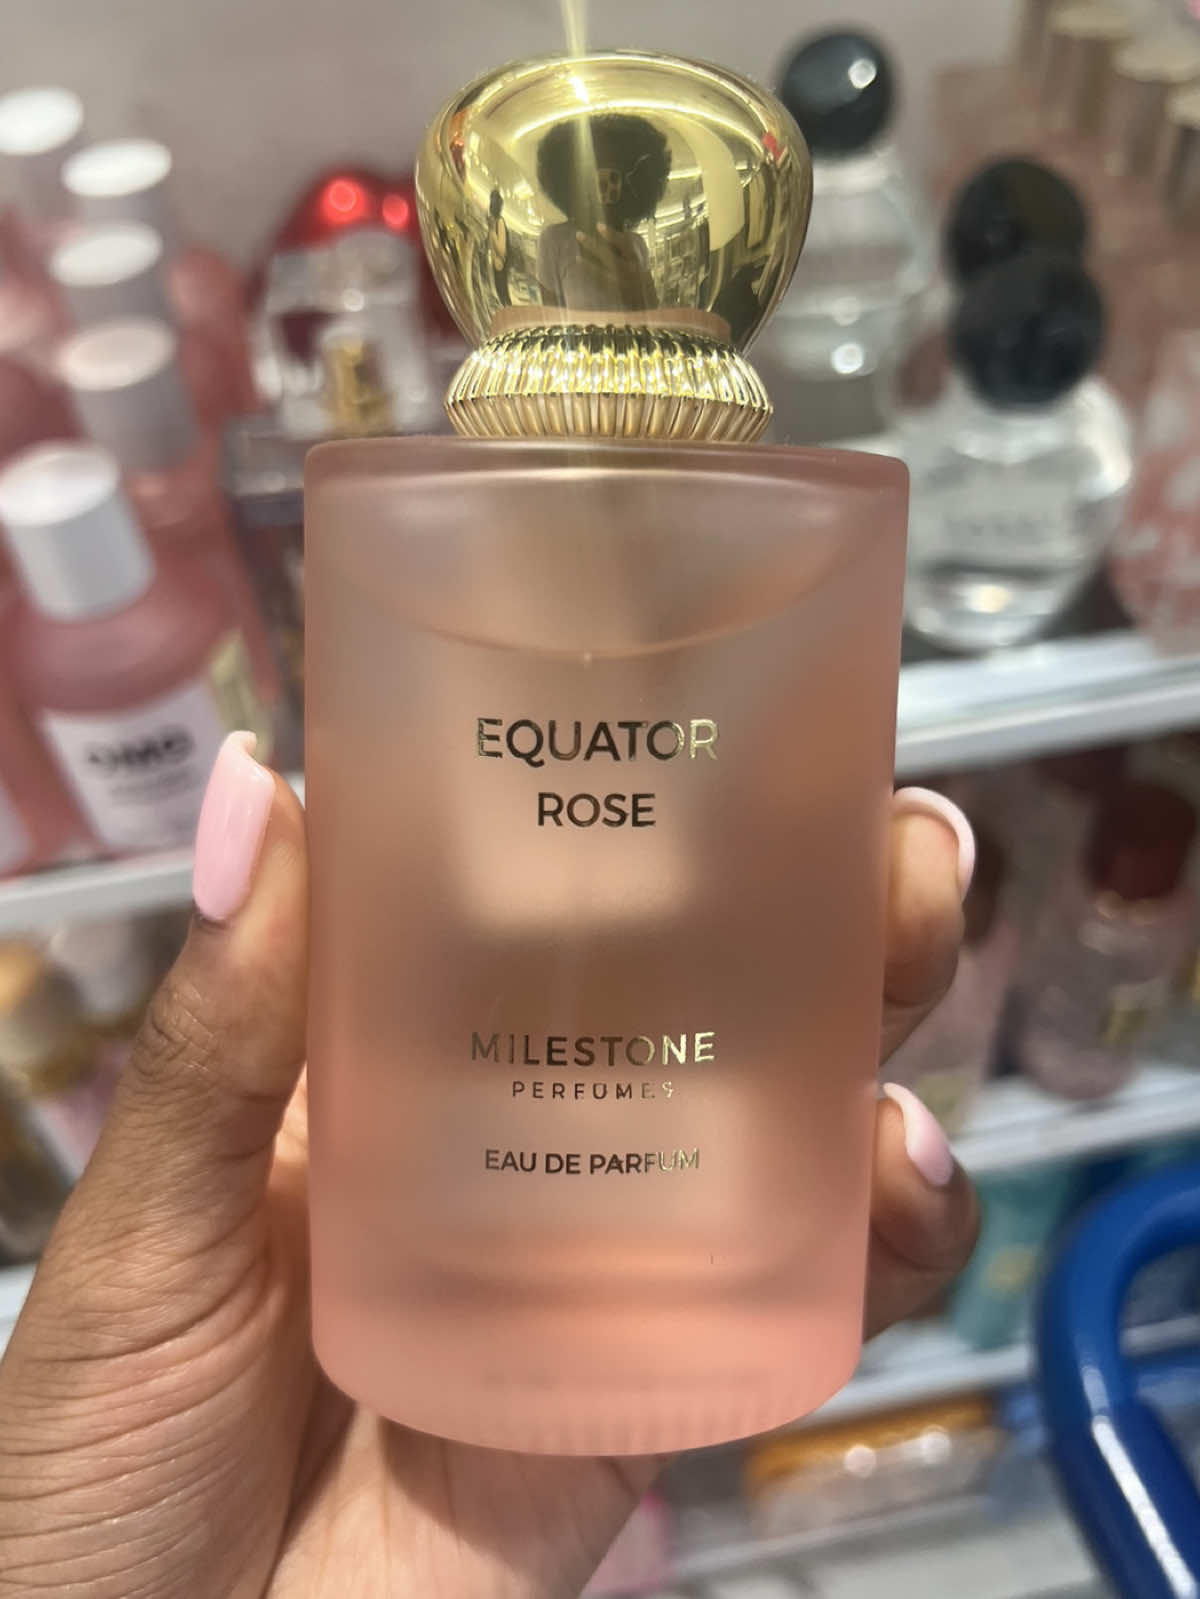 EQUATOR
ROSE
MILESTONE
PERFUMES
EAU DE PARFUM